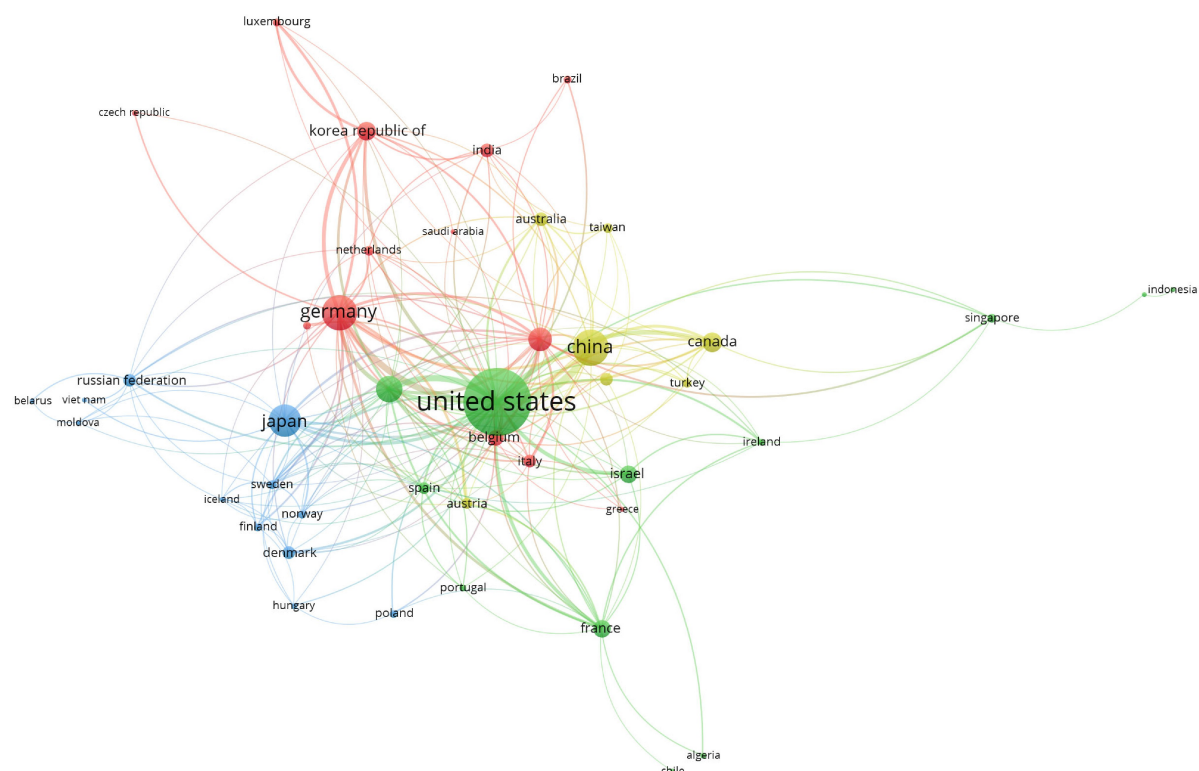 luxembourg
brazil
czech republic
korea republic of
india
australia
taiwan
saudi arabia
netherlands
indonesia
germany
singapore
china
canada
russian federation
turkey
belarus
viet nam
united states
moldova
japan
belgium
ireland
italy
israel
sweden
spain
iceland
austria
greece
norway
finland
denmark
portugal
hungary
poland
france
algeria
chile